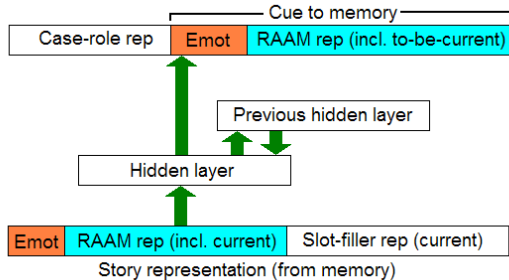 Cue to memory
Case-role rep Emot RAAM rep (incl. to-be-current)
Previous hidden layer
Hidden layer
Emot RAAM rep (incl. current) Slot-filler rep (current)
Story representation (from memory)